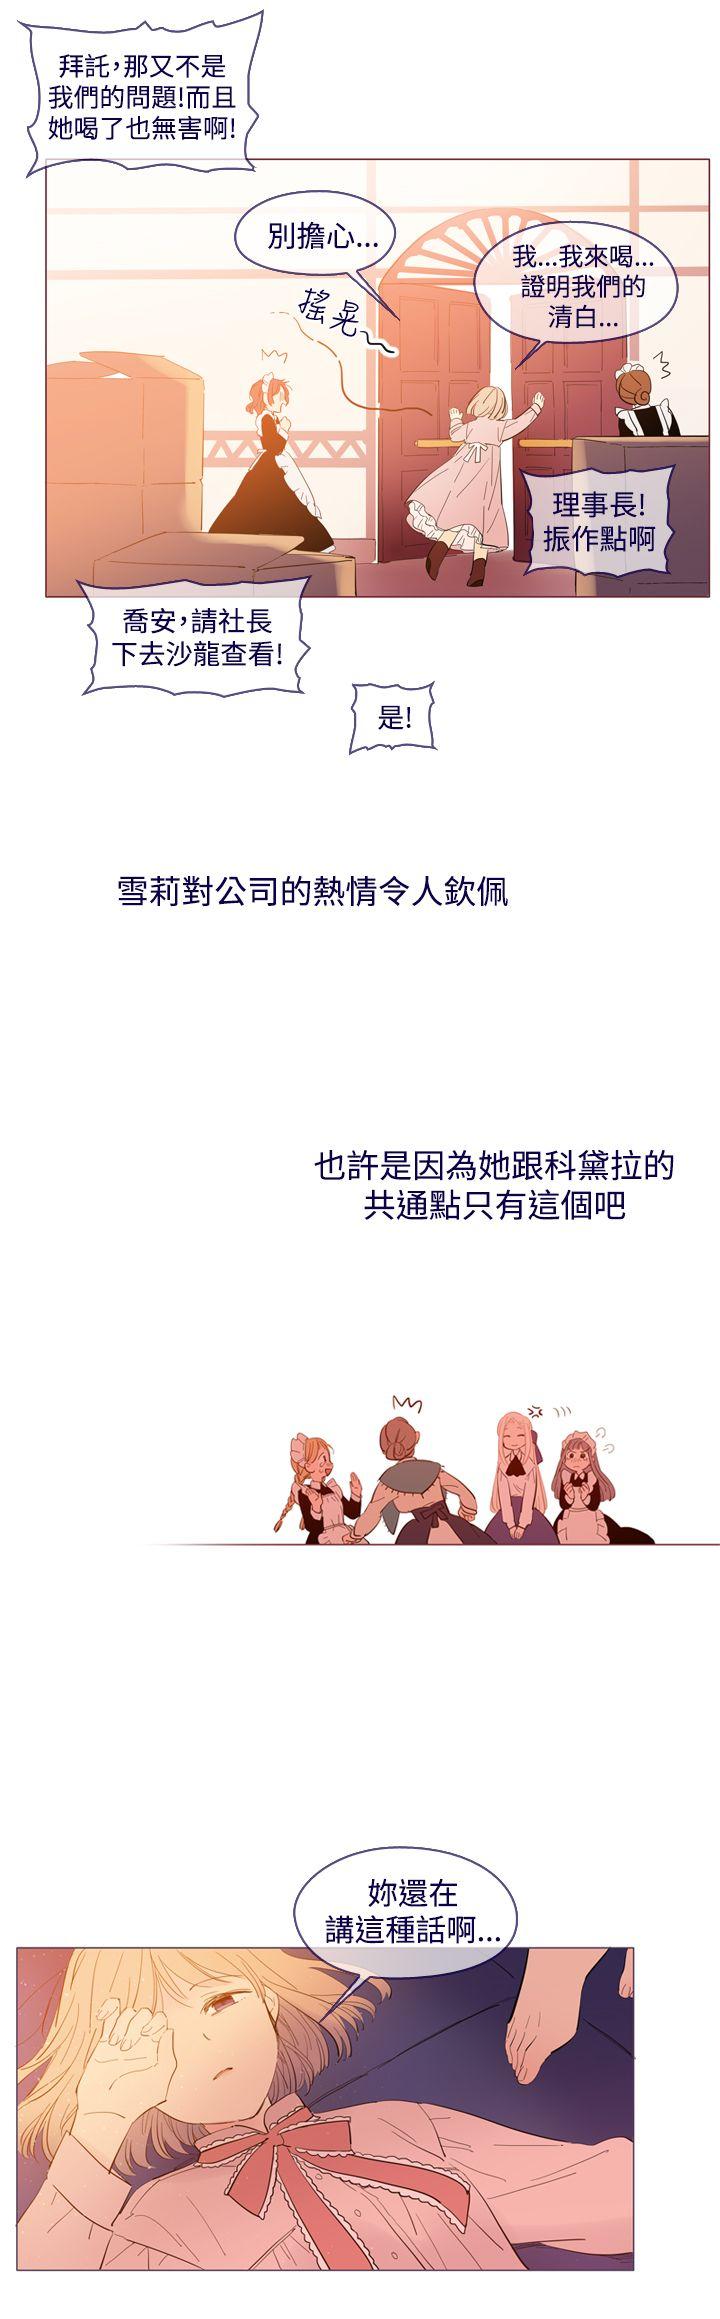 拜託，那又不是
我們的問題！而且
她喝了也無害啊！
別擔心...
我...我來喝...
證明我們的
清白...
搖晃~
理事長！
振作點啊
喬安，請社長
下去沙龍查看！
是！
雪莉對公司的熱情令人欽佩
也許是因為她跟科黛拉的
共通點只有這個吧
妳還在
講這種話啊...